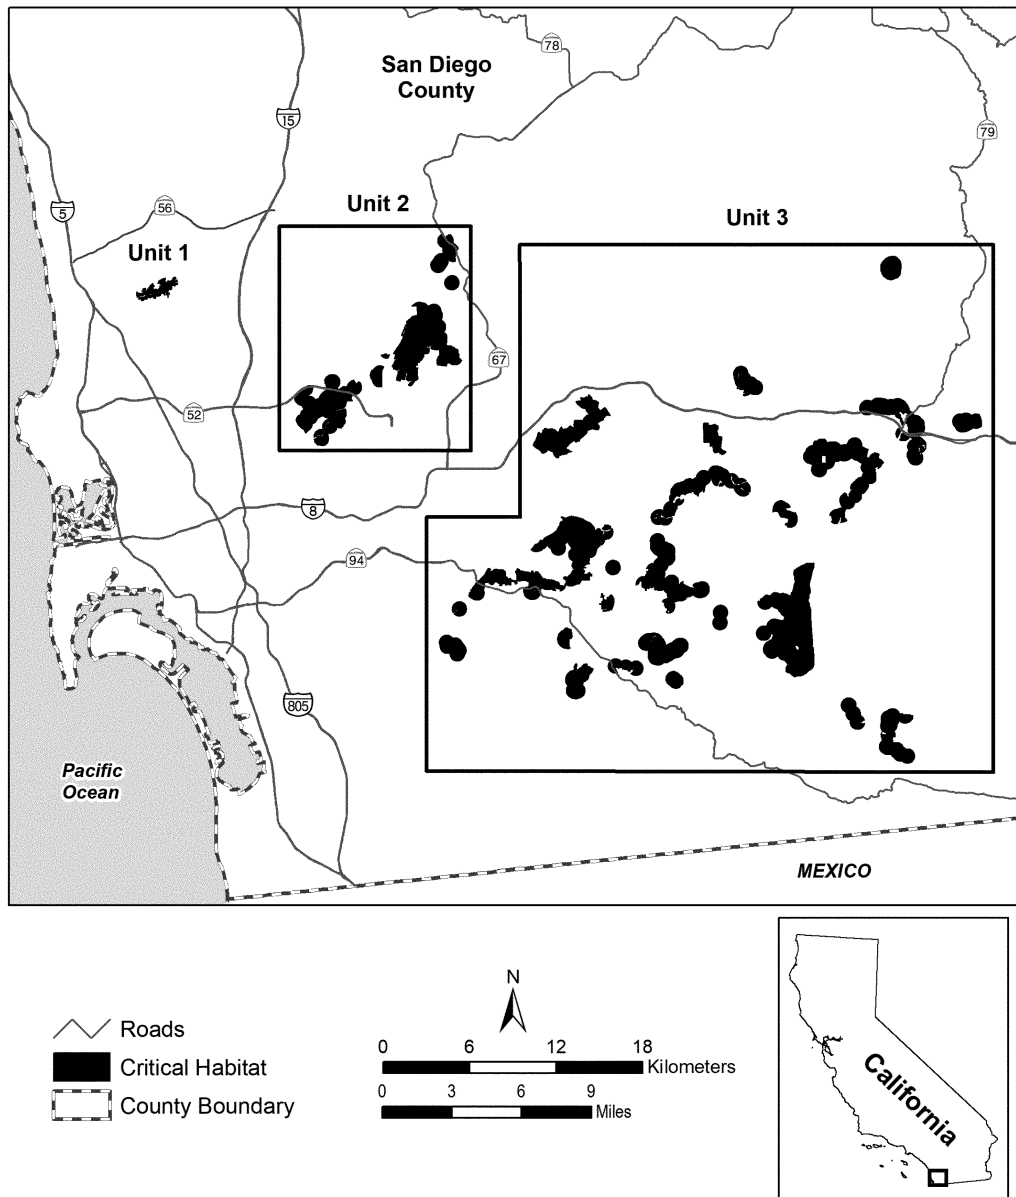 78
San Diego
County
15
79
5
56
Unit 2
Unit 3
Unit 1
67
52
8
94
805
Pacific
Ocean
MEXICO
N
Roads
Critical Habitat
County Boundary
0 6 12 18
Kilometers
0 3 6 9
Miles
California